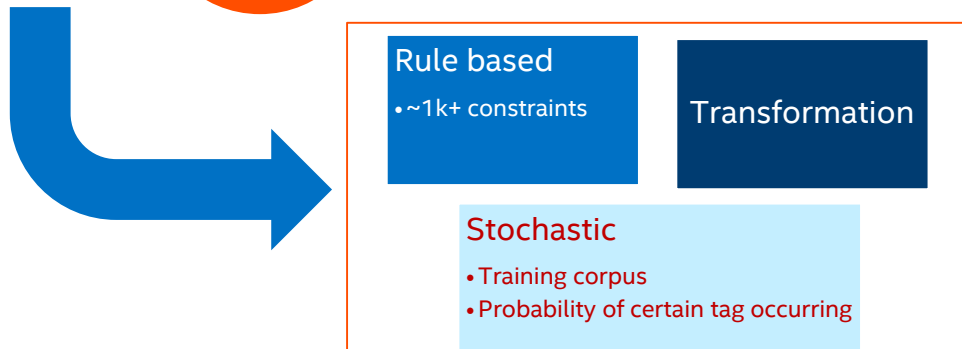 Rule based
•~1k+ constraints
Transformation
Stochastic
•Training corpus
•Probability of certain tag occurring